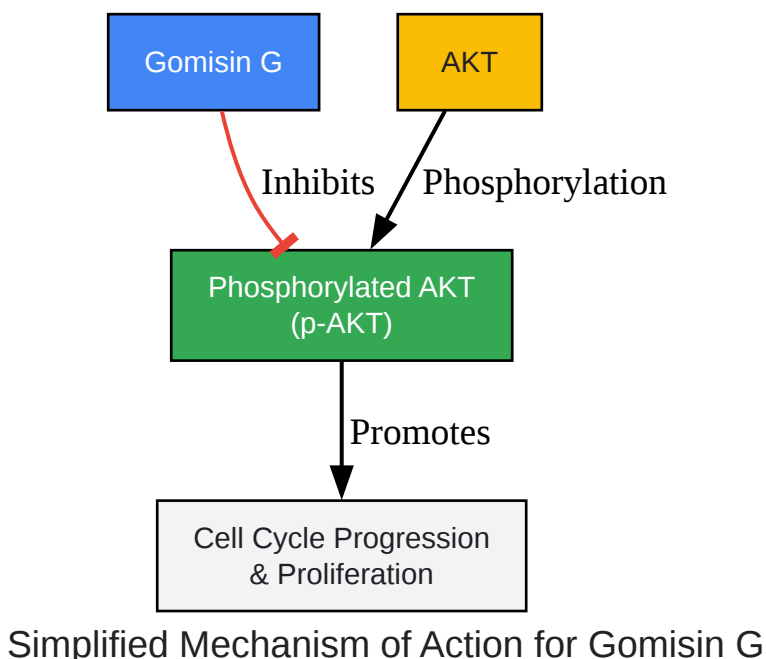 Gomisin G
AKT
Inhibits
Phosphorylation
Phosphorylated AKT
(p-AKT)
Promotes
Cell Cycle Progression
& Proliferation
Simplified Mechanism of Action for Gomisin G